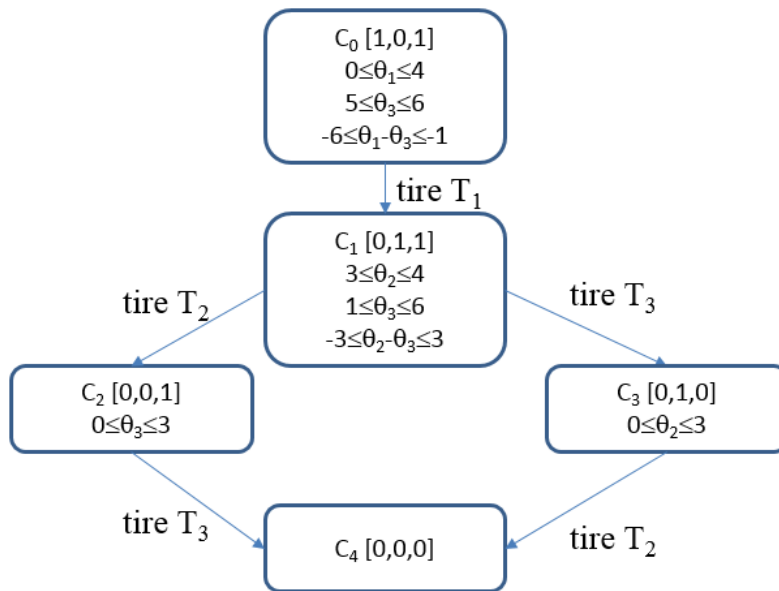 C₀ [1,0,1]
0≤θ₁≤4
5≤θ₃≤6
-6≤θ₁-θ₃≤-1
tire T₁
C₁ [0,1,1]
3≤θ₂≤4
1≤θ₃≤6
-3≤θ₂-θ₃≤3
tire T₂
tire T₃
C₂ [0,0,1]
0≤θ₃≤3
C₃ [0,1,0]
0≤θ₂≤3
tire T₃
tire T₂
C₄ [0,0,0]